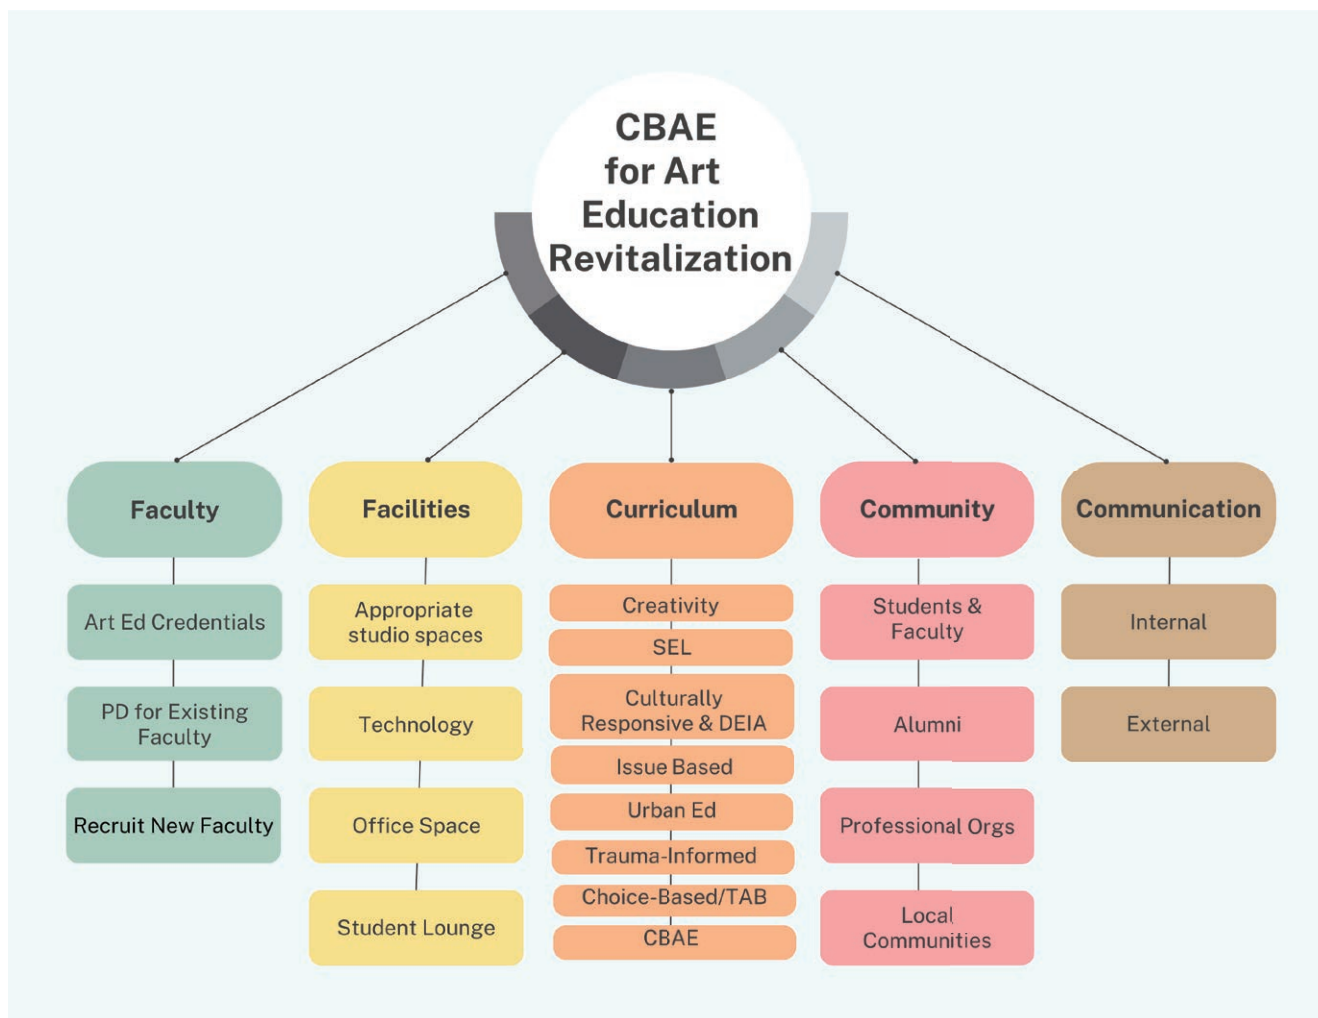 CBAE
for Art
Education
Revitalization
Faculty
Art Ed Credentials
PD for Existing
Faculty
Recruit New Faculty
Facilities
Appropriate
studio spaces
Technology
Office Space
Student Lounge
Curriculum
Creativity
SEL
Culturally
Responsive & DEIA
Issue Based
Urban Ed
Trauma-Informed
Choice-Based/TAB
CBAE
Community
Students &
Faculty
Alumni
Professional Orgs
Local
Communities
Communication
Internal
External